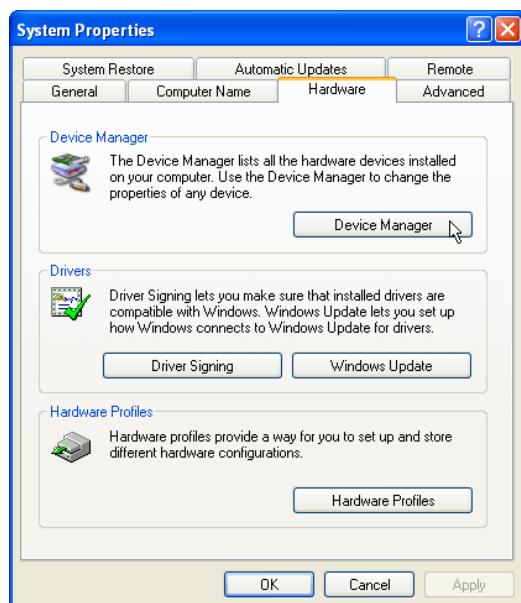 System Properties
System Restore Automatic Updates Remote
General Computer Name Hardware Advanced
Device Manager
The Device Manager lists all the hardware devices installed
on your computer. Use the Device Manager to change the
properties of any device.
Device Manager
Drivers
Driver Signing lets you make sure that installed drivers are
compatible with Windows. Windows Update lets you set up
how Windows connects to Windows Update for drivers.
Driver Signing Windows Update
Hardware Profiles
Hardware profiles provide a way for you to set up and store
different hardware configurations.
Hardware Profiles
OK Cancel Apply